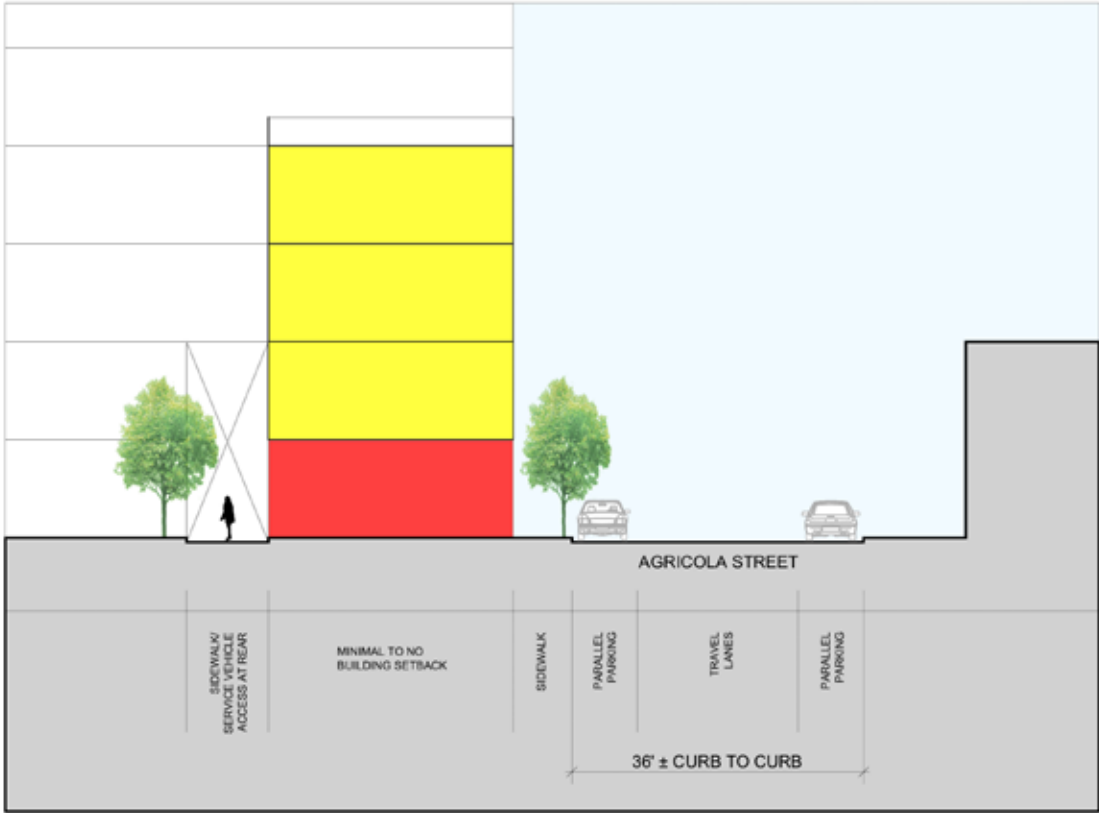 AGRICOLA STREET
SIDEWALK/
SERVICE VEHICLE
ACCESS AT REAR
MINIMAL TO NO
BUILDING SETBACK
SIDEWALK
PARALLEL
PARKING
TRAVEL
LANES
PARALLEL
PARKING
36' ± CURB TO CURB